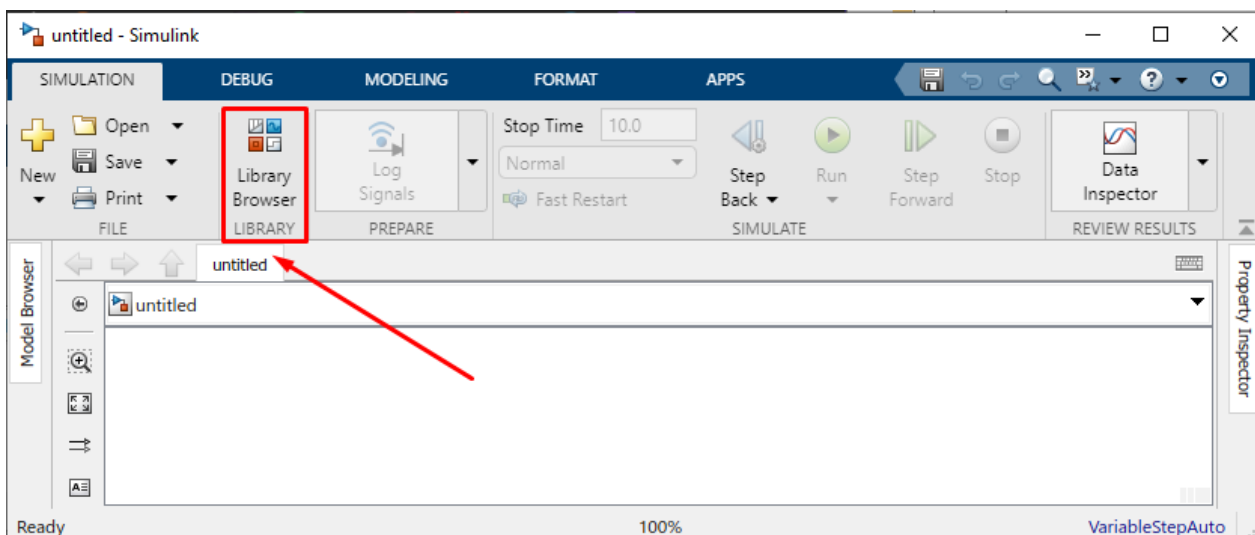 untitled - Simulink
SIMULATION DEBUG MODELING FORMAT APPS
New
Open
Save
Print
FILE
Library
Browser
LIBRARY
Log
Signals
PREPARE
Stop Time 10.0
Normal
Fast Restart
Step
Back
Run
Step
Forward
Stop
SIMULATE
Data
Inspector
REVIEW RESULTS
Model Browser
untitled
untitled
Property Inspector
Ready 100% VariableStepAuto